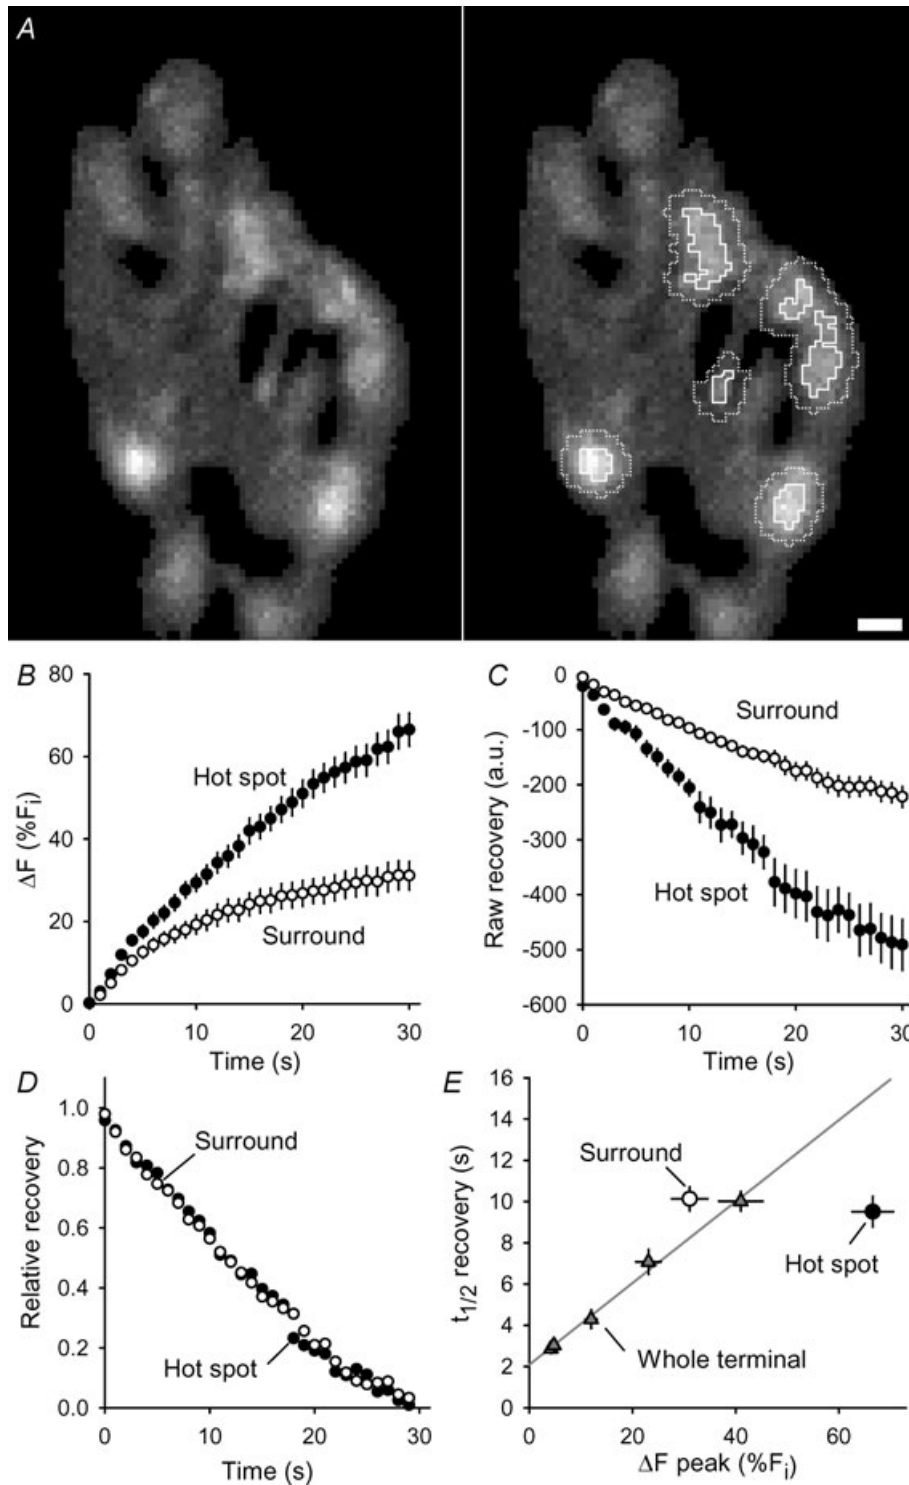 A
B
80
60
40
20
0
ΔF (%Fi)
Hot spot
Surround
0
10
20
30
Time (s)
C
0
-100
-200
-300
-400
-500
-600
Raw recovery (a.u.)
Surround
Hot spot
0
10
20
30
Time (s)
D
1.0
0.8
0.6
0.4
0.2
0.0
Relative recovery
Surround
Hot spot
0
10
20
30
Time (s)
E
16
14
12
10
8
6
4
2
0
t1/2 recovery (s)
Surround
Hot spot
Whole terminal
0
20
40
60
ΔF peak (%Fi)